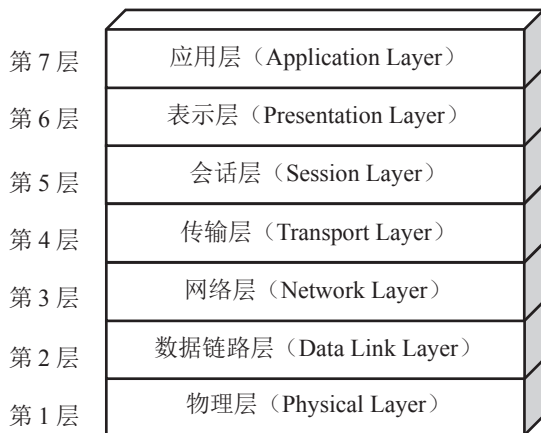 第 7 层 应用层（Application Layer）
第 6 层 表示层（Presentation Layer）
第 5 层 会话层（Session Layer）
第 4 层 传输层（Transport Layer）
第 3 层 网络层（Network Layer）
第 2 层 数据链路层（Data Link Layer）
第 1 层 物理层（Physical Layer）